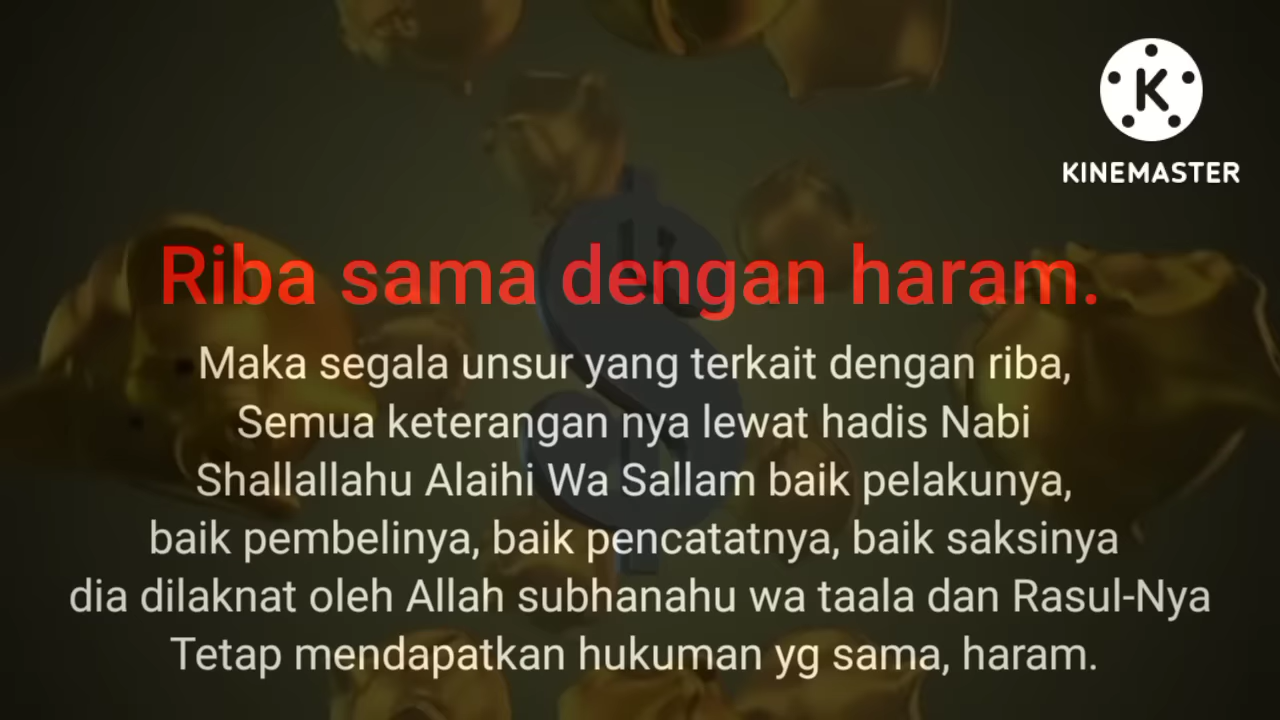 K
KINEMASTER
Riba sama dengan haram.
Maka segala unsur yang terkait dengan riba,
Semua keterangan nya lewat hadis Nabi
Shallallahu Alaihi Wa Sallam baik pelakunya,
baik pembelinya, baik pencatatnya, baik saksinya
dia dilaknat oleh Allah subhanahu wa taala dan Rasul-Nya
Tetap mendapatkan hukuman yg sama, haram.